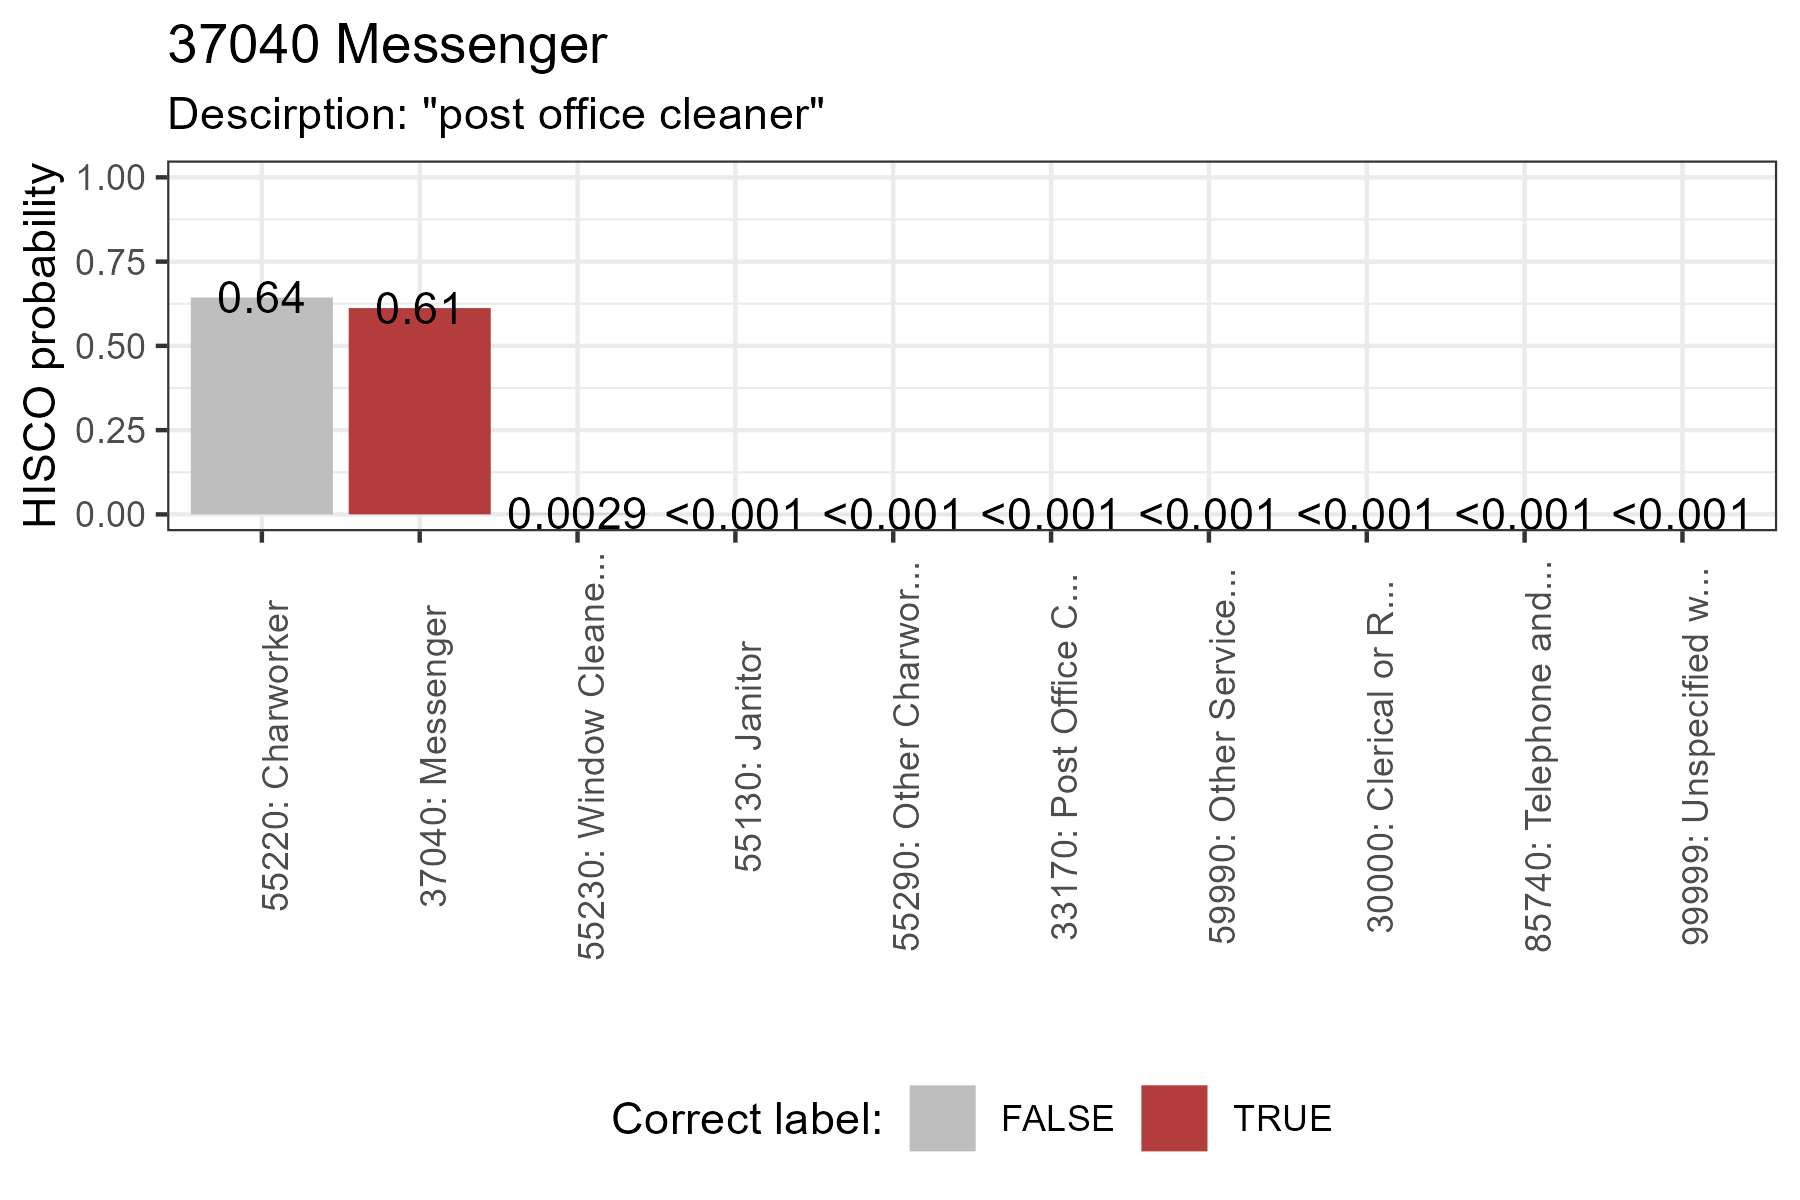 37040 Messenger
Descirption: "post office cleaner"
HISCO probability
1.00
0.75
0.50
0.25
0.00
0.64
0.61
0.0029
<0.001
<0.001
<0.001
<0.001
<0.001
<0.001
<0.001
55220: Charworker
37040: Messenger
55230: Window Cleane...
55130: Janitor
55290: Other Charwor...
33170: Post Office C...
59990: Other Service...
30000: Clerical or R...
85740: Telephone and...
99999: Unspecified w...
Correct label: FALSE TRUE